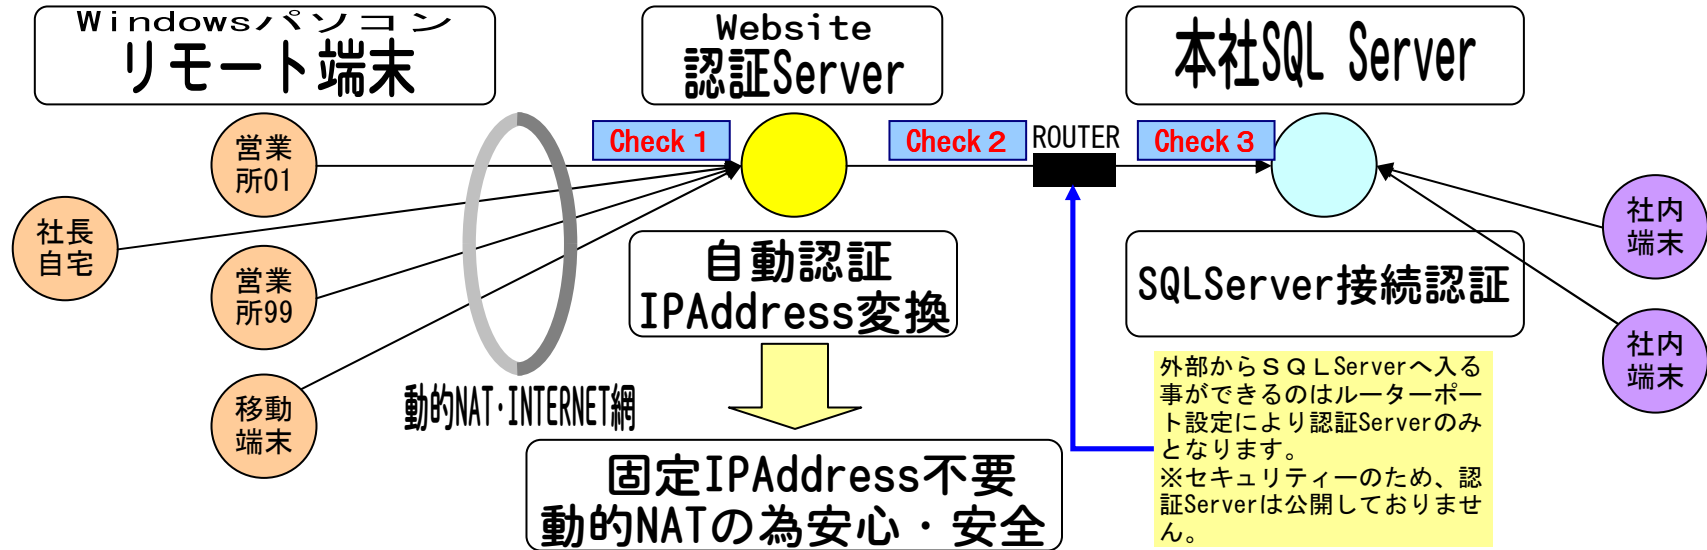 Windowsパソコン
リモート端末
Website
認証Server
本社SQL Server
Check 1
Check 2
ROUTER
Check 3
営業
所01
社長
自宅
営業
所99
移動
端末
社内
端末
社内
端末
自動認証
IPAddress変換
SQLServer接続認証
動的NAT・INTERNET網
外部からSQLServerへ入る
事ができるのはルーターポー
ト設定により認証Serverのみ
となります。
※セキュリティーのため、認
証Serverは公開しておりませ
ん。
固定IPAddress不要
動的NATの為安心・安全